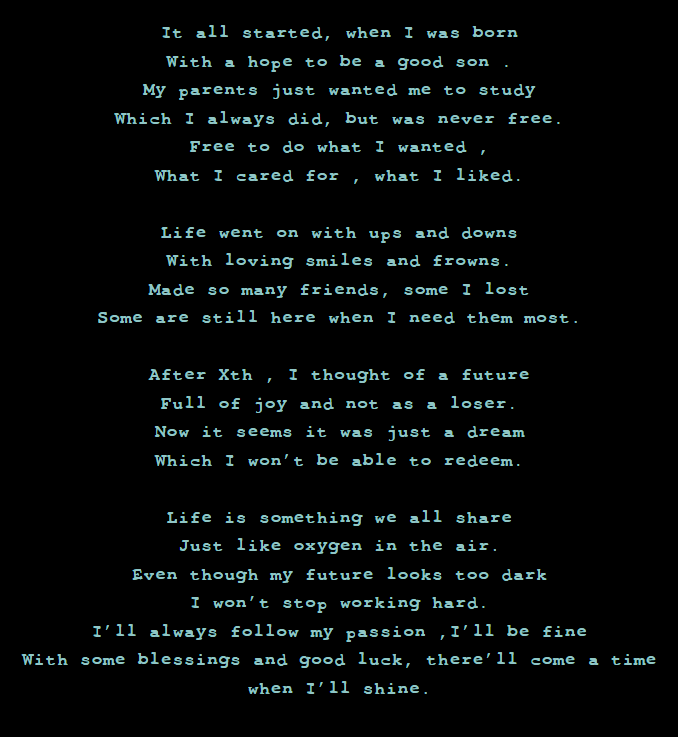 It all started, when I was born
With a hope to be a good son .
My parents just wanted me to study
Which I always did, but was never free.
Free to do what I wanted ,
What I cared for , what I liked.
Life went on with ups and downs
With loving smiles and frowns.
Made so many friends, some I lost
Some are still here when I need them most.
After Xth , I thought of a future
Full of joy and not as a loser.
Now it seems it was just a dream
Which I won't be able to redeem.
Life is something we all share
Just like oxygen in the air.
Even though my future looks too dark
I won't stop working hard.
I'll always follow my passion ,I'll be fine
With some blessings and good luck, there'll come a time
when I'll shine.